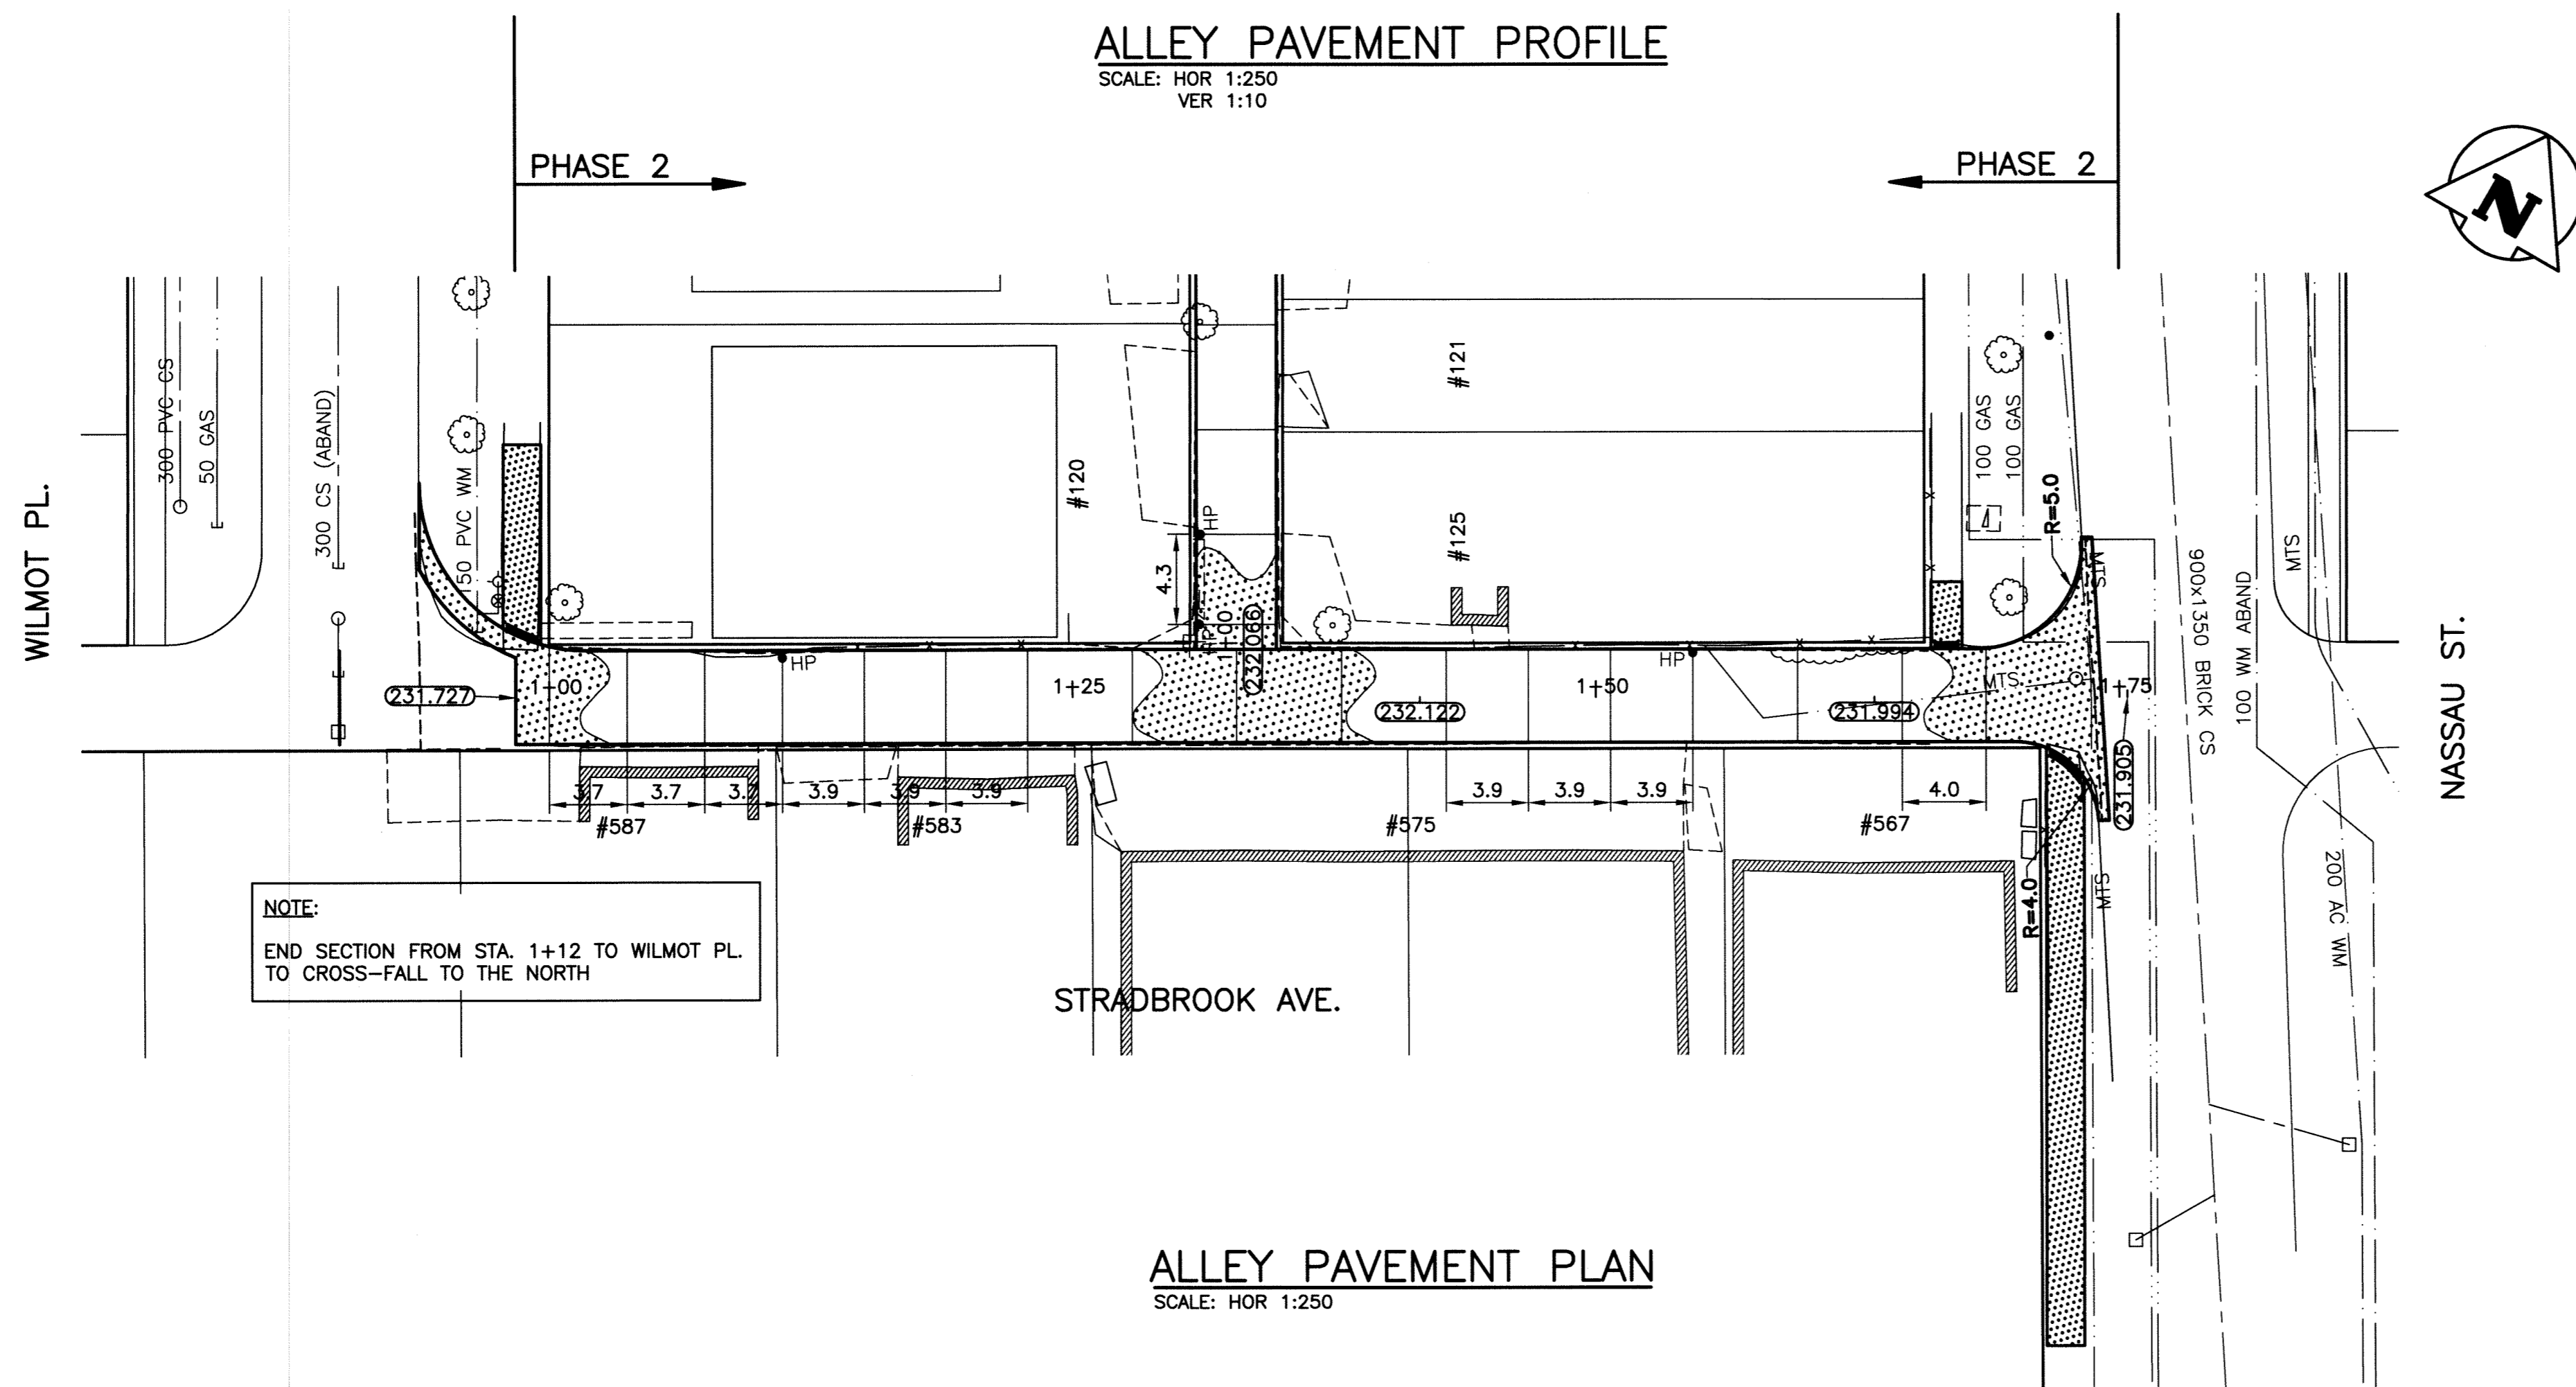 ALLEY PAVEMENT PROFILE
SCALE: HOR 1:250
VER 1:10
PHASE 2
PHASE 2
N
WILMOT PL.
300 PVC CS
50 GAS
300 CS (ABAND)
150 PVC WM
#120
4.3
HP
HP
1+00
232.066
#121
#125
100 GAS
100 GAS
R=5.0
MTS
900x1350 BRICK CS
100 WM ABAND
MTS
NASSAU ST.
231.727
1+00
HP
1+25
232.122
1+50
HP
231.994
MTS
1+75
231.905
3.7
3.7
3.7
3.9
3.9
3.9
3.9
3.9
3.9
4.0
#587
#583
#575
#567
R=4.0
MTS
200 AC WM
NOTE:
END SECTION FROM STA. 1+12 TO WILMOT PL.
TO CROSS-FALL TO THE NORTH
STRADBROOK AVE.
ALLEY PAVEMENT PLAN
SCALE: HOR 1:250